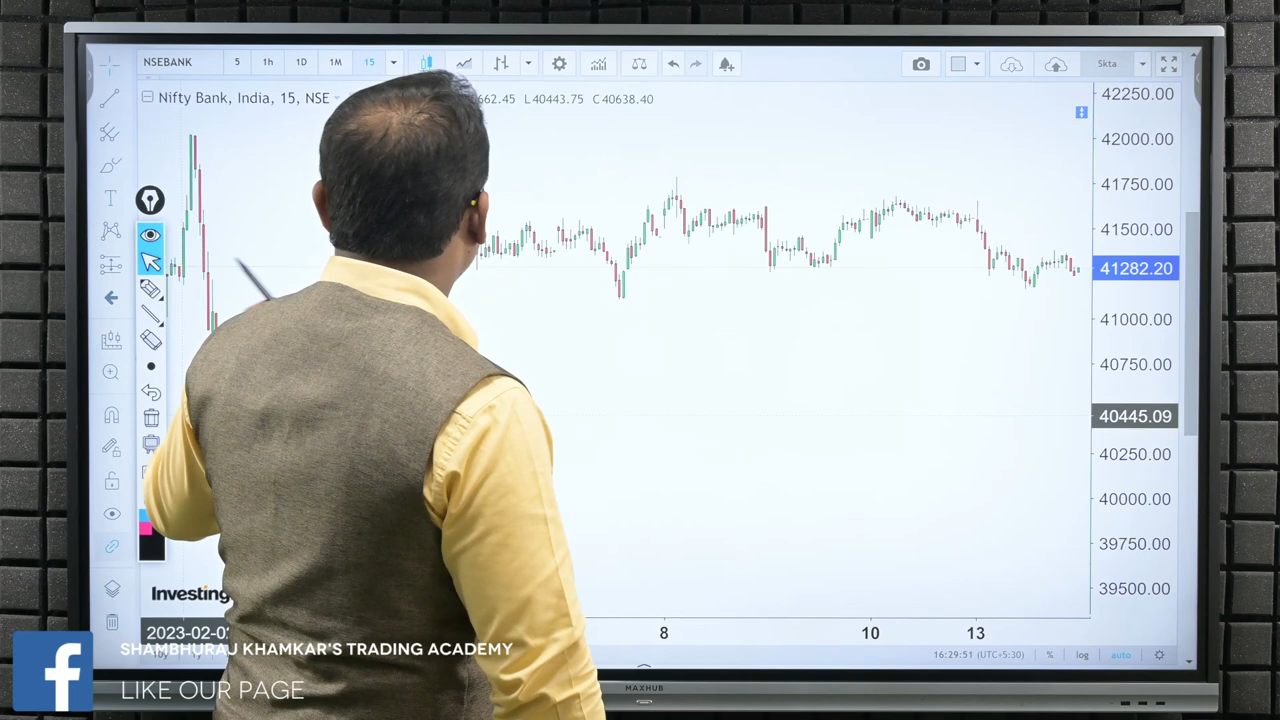 NSEBANK 5 1h 1D 1M 15 Skta
Nifty Bank, India, 15, NSE 662.45 L40443.75 C40638.40
42250.00
42000.00
41750.00
41500.00
41282.20
41000.00
40750.00
40445.09
40250.00
40000.00
39750.00
39500.00
Investing
2023-02-0
8 10 13
16:29:51 (UTC+5:30) % log auto
SHAMBHURAJ KHAMKAR'S TRADING ACADEMY
LIKE OUR PAGE
MAXHUB